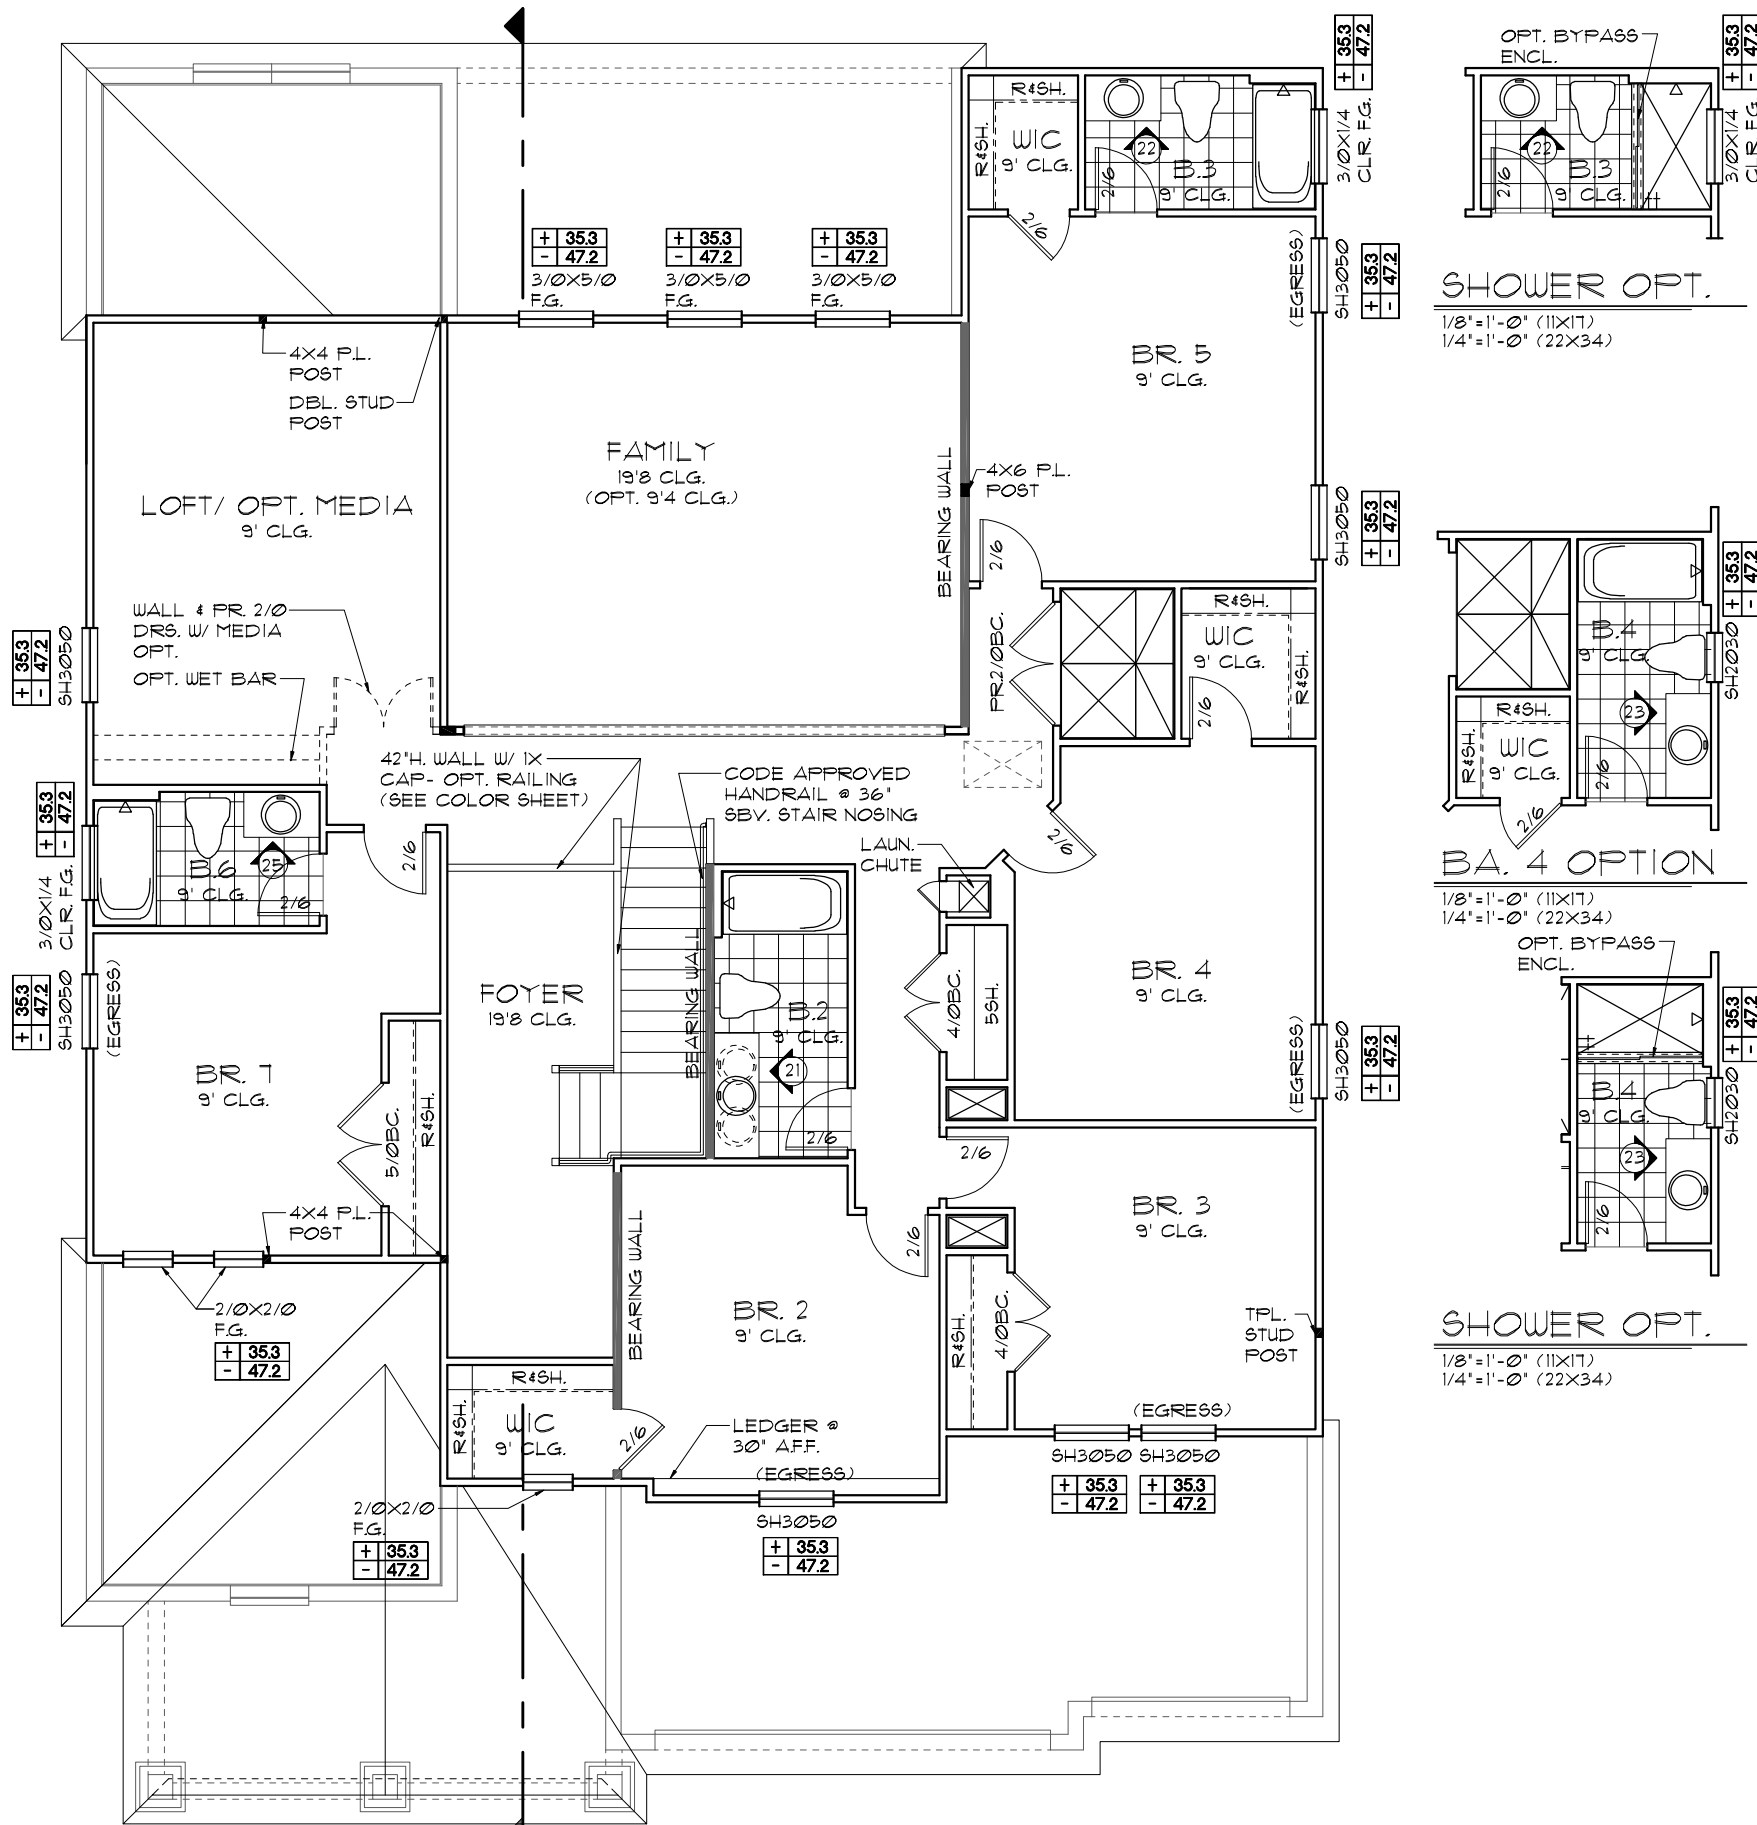 + 35.3
- 47.2
3/0X1/4
CLR. F.G.
R&SH.
R&SH.
WIC
9' CLG.
2/6
22
2/6
B.3
9' CLG.
+ 35.3
- 47.2
3/0X5/0
F.G.
+ 35.3
- 47.2
3/0X5/0
F.G.
+ 35.3
- 47.2
3/0X5/0
F.G.
(EGRESS)
SH3050
+ 35.3
- 47.2
4X4 P.L.
POST
DBL. STUD
POST
BR. 5
9' CLG.
FAMILY
19'8 CLG.
(OPT. 9'4 CLG.)
BEARING WALL
4X6 P.L.
POST
LOFT/ OPT. MEDIA
9' CLG.
SH3050
+ 35.3
- 47.2
2/6
WALL & PR. 2/0
DRS. W/ MEDIA
OPT.
OPT. WET BAR
+ 35.3
- 47.2
SH3050
PR.2/0BC.
R&SH.
WIC
9' CLG.
R&SH.
2/6
42"H. WALL W/ 1X
CAP- OPT. RAILING
(SEE COLOR SHEET)
CODE APPROVED
HANDRAIL @ 36"
SBV. STAIR NOSING
LAUN.
CHUTE
2/6
+ 35.3
- 47.2
3/0X1/4
CLR. F.G.
B.6
9' CLG.
25
2/6
2/6
BEARING WALL
FOYER
19'8 CLG.
B.2
9' CLG.
21
2/6
4/0BC.
5SH.
BR. 4
9' CLG.
(EGRESS)
SH3050
+ 35.3
- 47.2
+ 35.3
- 47.2
SH3050
(EGRESS)
BR. 7
9' CLG.
5/0BC.
R&SH.
4X4 P.L.
POST
2/6
BR. 3
9' CLG.
2/6
BEARING WALL
BR. 2
9' CLG.
R&SH.
4/0BC.
TPL.
STUD
POST
2/0X2/0
F.G.
+ 35.3
- 47.2
R&SH.
R&SH.
WIC
9' CLG.
2/6
LEDGER @
30" A.F.F.
(EGRESS)
(EGRESS)
SH3050 SH3050
+ 35.3
- 47.2
+ 35.3
- 47.2
2/0X2/0
F.G.
+ 35.3
- 47.2
SH3050
+ 35.3
- 47.2
OPT. BYPASS
ENCL.
+ 35.3
- 47.2
3/0X1/4
CLR. F.G.
22
2/6
B.3
9' CLG.
SHOWER OPT.
1/8"=1'-0" (11X17)
1/4"=1'-0" (22X34)
+ 35.3
- 47.2
SH2030
B.4
9' CLG.
23
2/6
R&SH.
R&SH.
WIC
9' CLG.
2/6
BA. 4 OPTION
1/8"=1'-0" (11X17)
1/4"=1'-0" (22X34)
OPT. BYPASS
ENCL.
+ 35.3
- 47.2
SH2030
B.4
9' CLG.
23
2/6
SHOWER OPT.
1/8"=1'-0" (11X17)
1/4"=1'-0" (22X34)